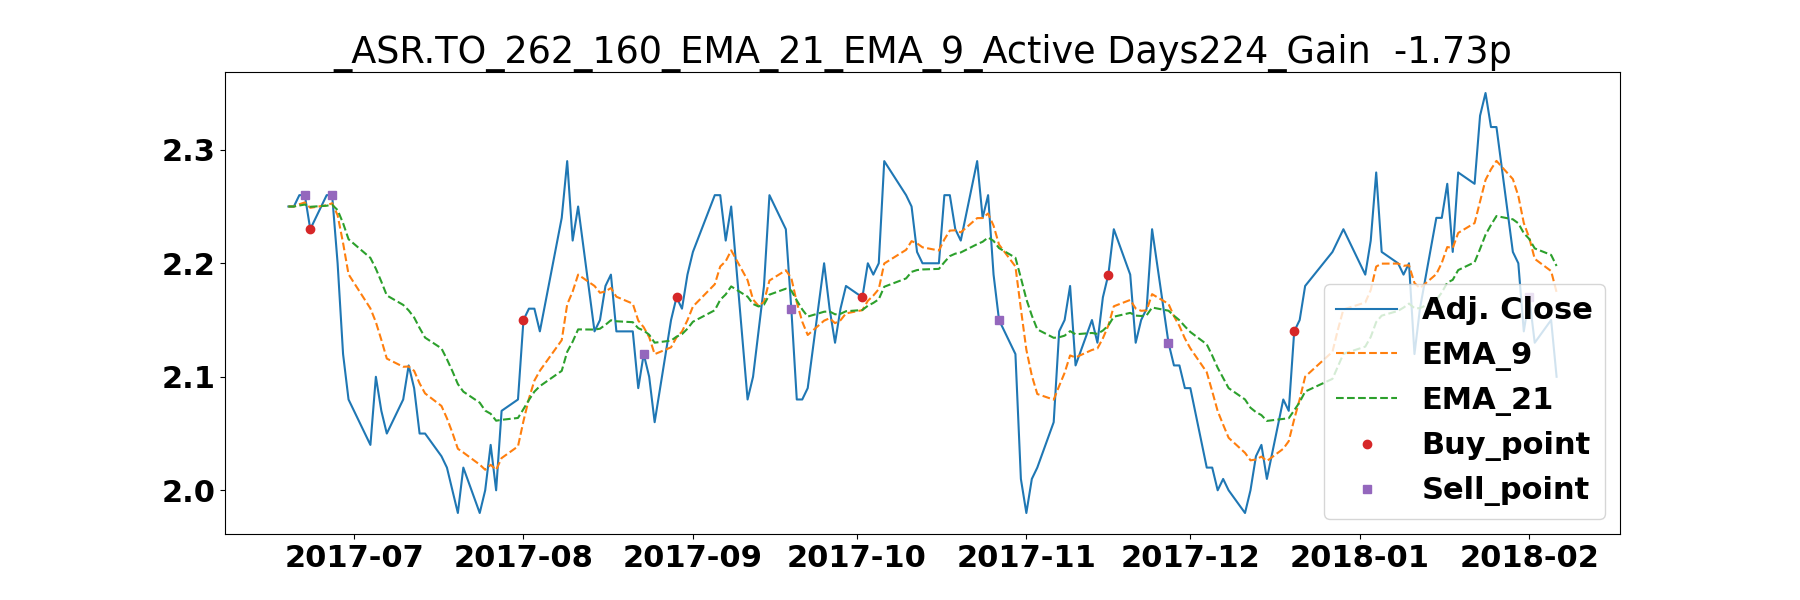 _ASR.TO_262_160_EMA_21_EMA_9_Active Days224_Gain  -1.73p
2.3
2.2
2.1
2.0
Adj. Close
EMA_9
EMA_21
Buy_point
Sell_point
2017-07 2017-08 2017-09 2017-10 2017-11 2017-12 2018-01 2018-02